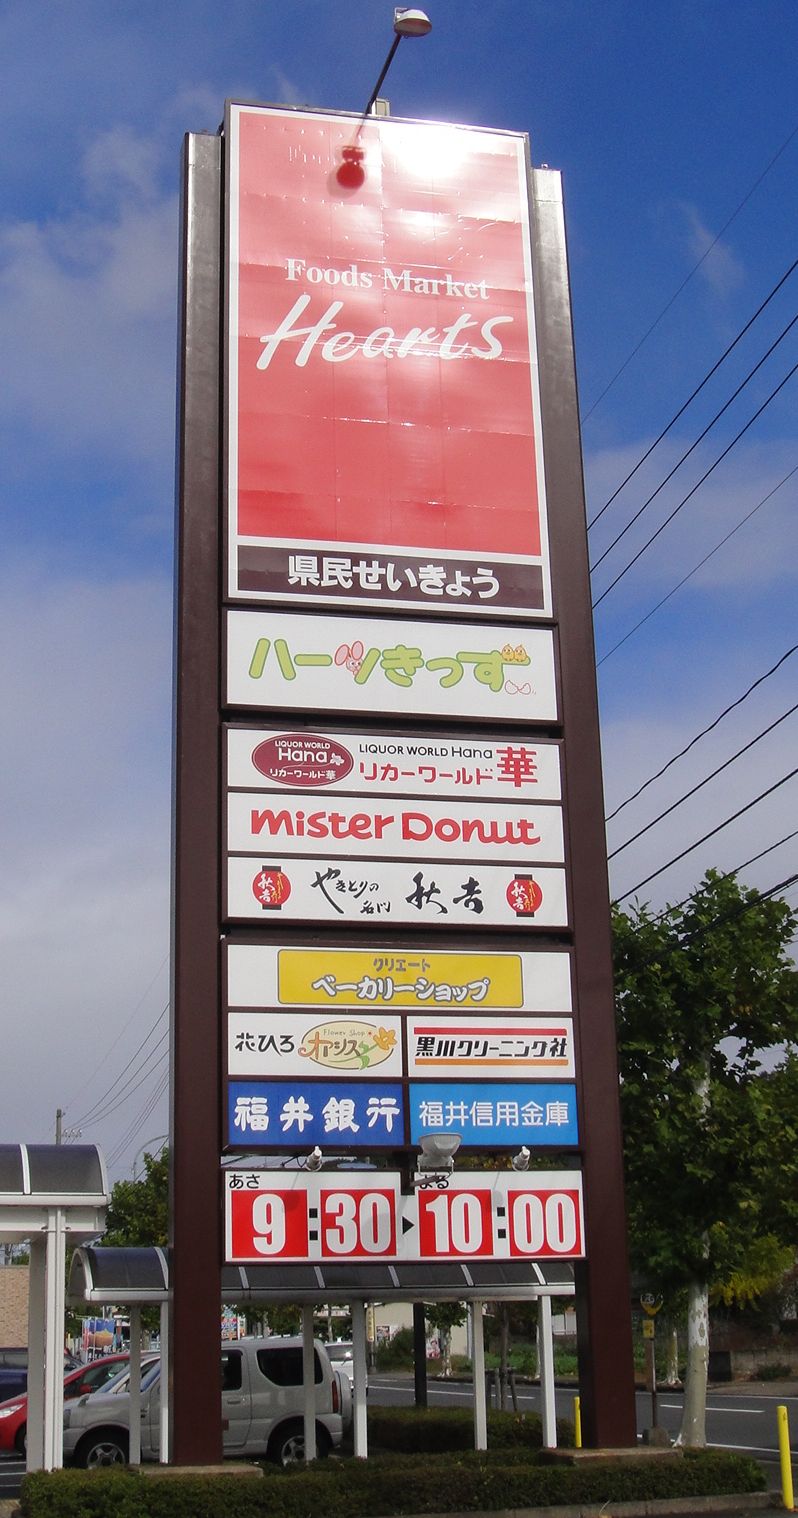 Foods Market
Hearts
県民せいきょう
ハーツきっず
LIQUOR WORLD
Hana
リカーワールド華
LIQUOR WORLD Hana
リカーワールド華
mister Donut
秋吉
やきとりの
名門
秋吉
秋吉
クリエート
ベーカリーショップ
花ひろ
Flower Shop
オアシス
黒川クリーニング社
福井銀行
福井信用金庫
あさ
よる
9:30▶10:00